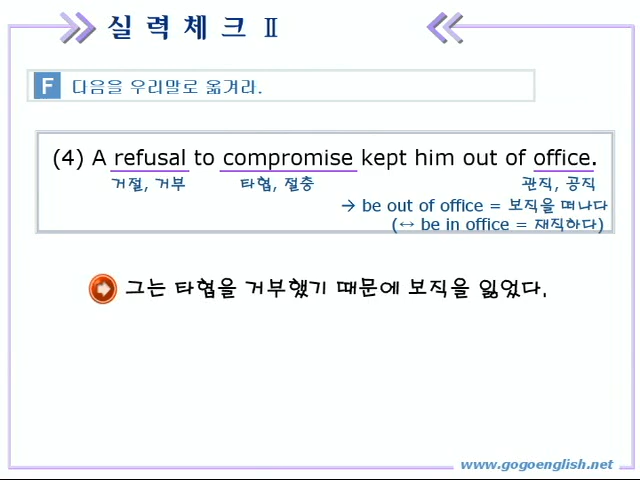 실 력 체 크 Ⅱ
F 다음을 우리말로 옮겨라.
(4) A refusal to compromise kept him out of office.
거절, 거부 타협, 절충 관직, 공직
→ be out of office = 보직을 떠나다
(↔ be in office = 재직하다)
그는 타협을 거부했기 때문에 보직을 잃었다.
www.gogoenglish.net